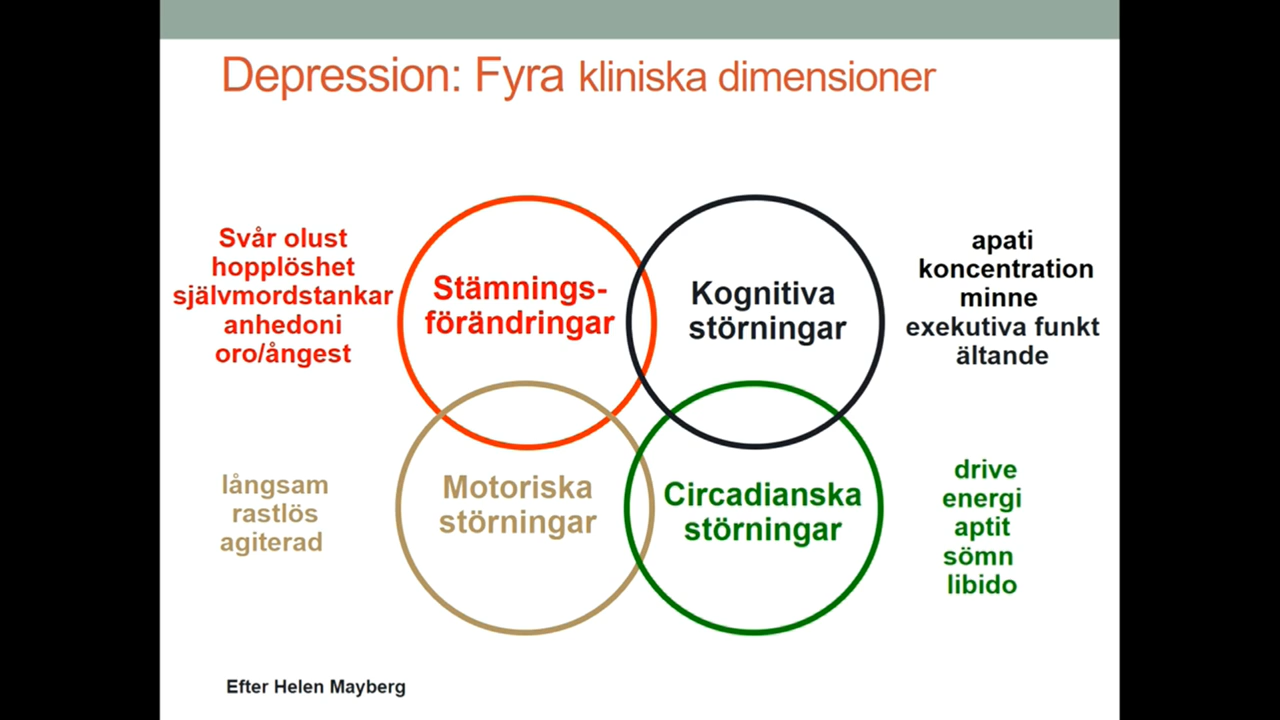 Depression: Fyra kliniska dimensioner
Svår olust
hopplöshet
självmordstankar
anhedoni
oro/ångest
Stämnings-
förändringar
Kognitiva
störningar
apati
koncentration
minne
exekutiva funkt
ältande
långsam
rastlös
agiterad
Motoriska
störningar
Circadianska
störningar
drive
energi
aptit
sömn
libido
Efter Helen Mayberg